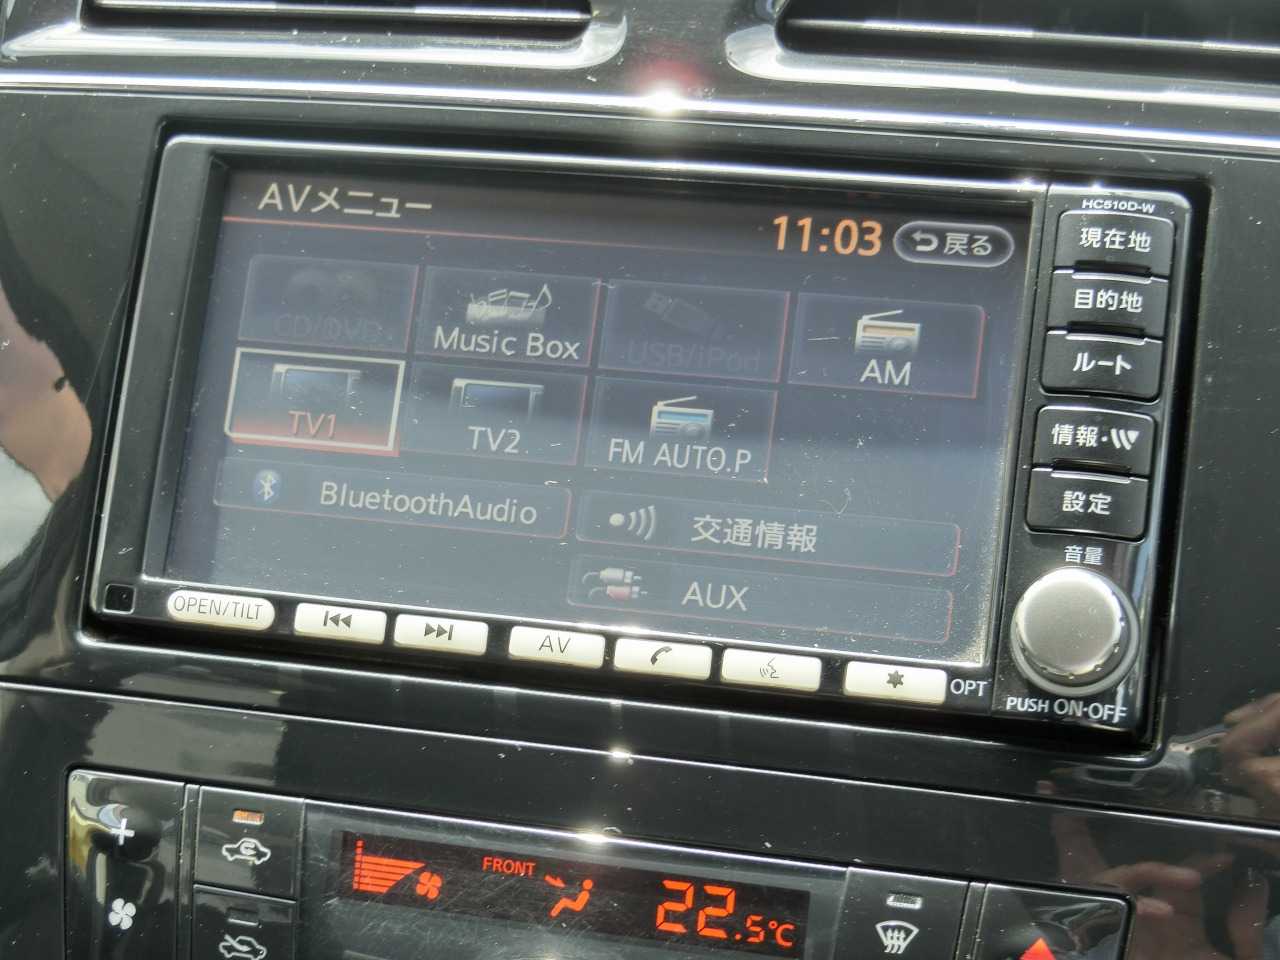 AVメニュー
11:03
戻る
CD/DVD
Music Box
USB/iPod
AM
TV1
TV2
FM AUTO.P
BluetoothAudio
交通情報
AUX
HC510D-W
現在地
目的地
ルート
情報・
設定
音量
PUSH ON·OFF
OPEN/TILT
AV
OPT
FRONT
22.5℃